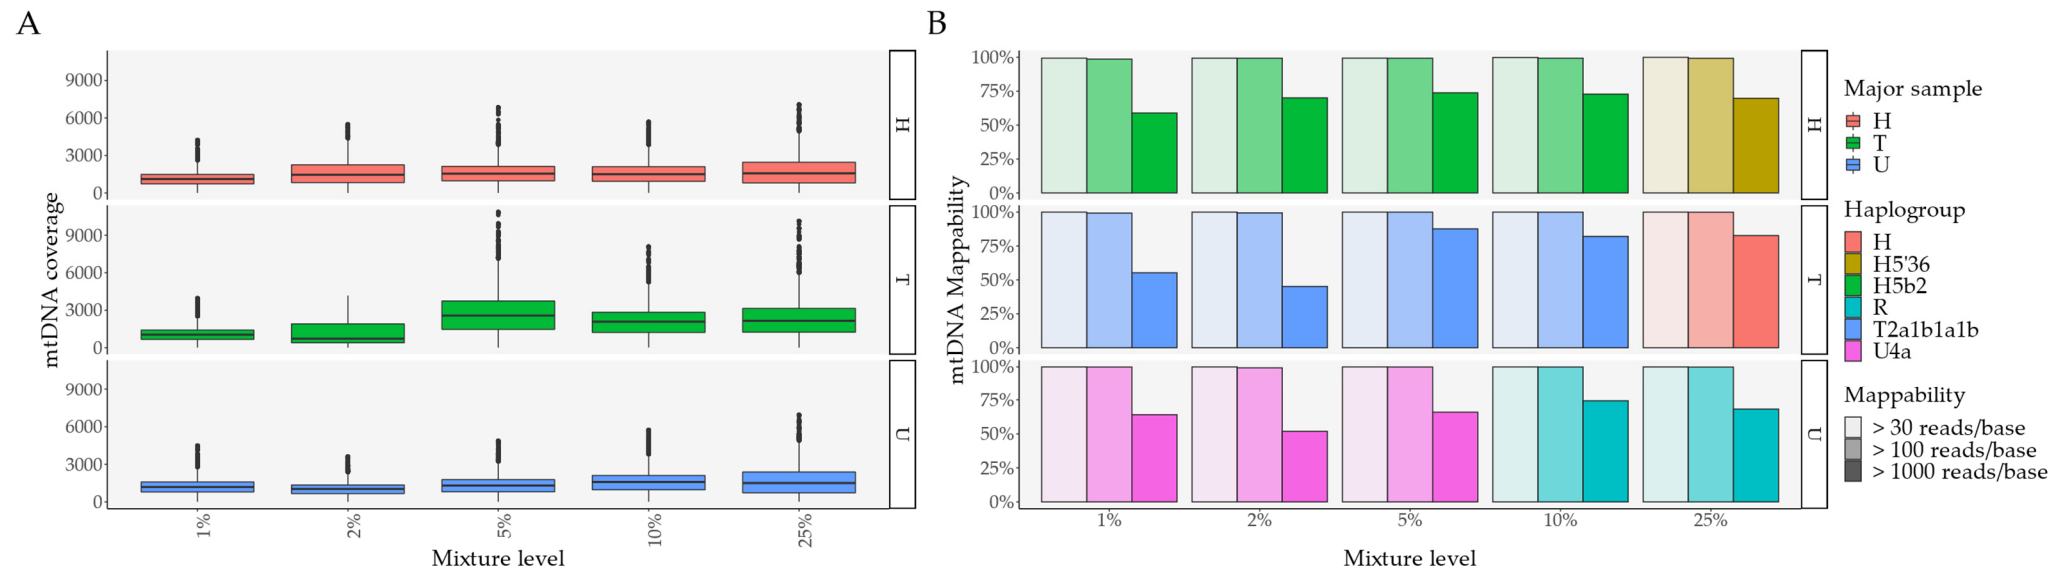 A
mtDNA coverage
9000
6000
3000
0
H
9000
6000
3000
0
T
9000
6000
3000
0
U
1%
2%
5%
10%
25%
Mixture level
B
mtDNA Mappability
100%
75%
50%
25%
0%
H
100%
75%
50%
25%
0%
T
100%
75%
50%
25%
0%
U
1%
2%
5%
10%
25%
Mixture level
Major sample
H
T
U
Haplogroup
H
H5'36
H5b2
R
T2a1b1a1b
U4a
Mappability
> 30 reads/base
> 100 reads/base
> 1000 reads/base